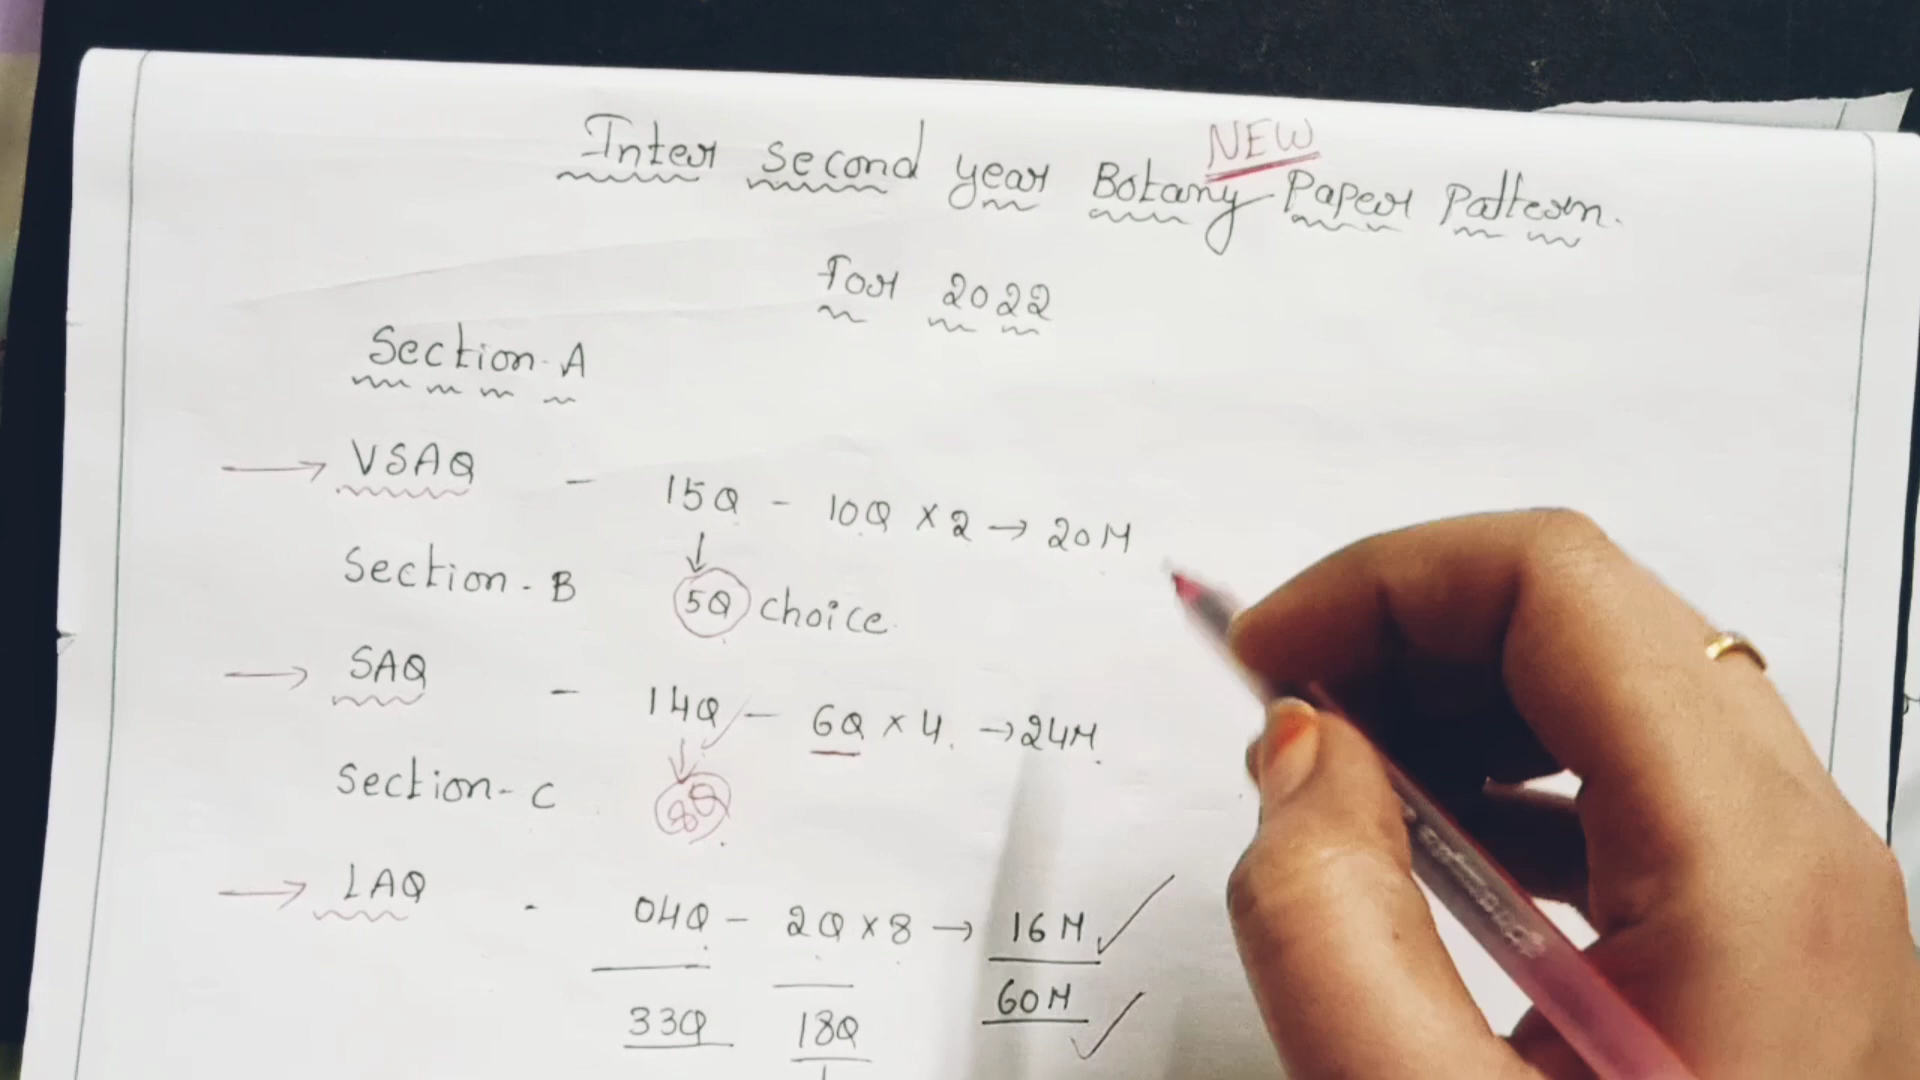 NEW
Inter second year Botany Paper Pattern.
For 2022
Section-A
→ VSAQ - 15Q - 10Q × 2 → 20M
↓
5Q choice.
Section-B
→ SAQ - 14Q - 6Q × 4. → 24M.
↓
8Q
Section-C
→ LAQ - 04Q - 2Q × 8 → 16M ✓
33Q 18Q 60M ✓